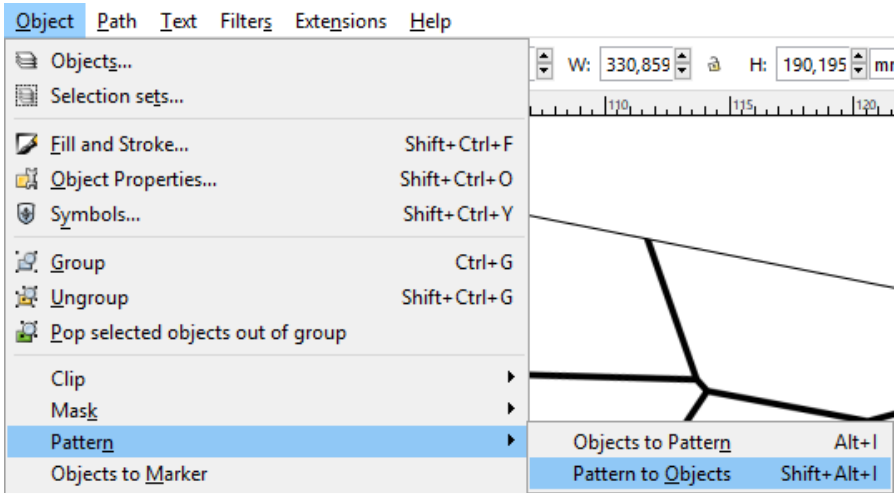 Object Path Text Filters Extensions Help
Objects...
W: 330,859 H: 190,195 mm
Selection sets...
110 115 120
Fill and Stroke... Shift+Ctrl+F
Object Properties... Shift+Ctrl+O
Symbols... Shift+Ctrl+Y
Group Ctrl+G
Ungroup Shift+Ctrl+G
Pop selected objects out of group
Clip
Mask
Pattern
Objects to Pattern Alt+I
Objects to Marker
Pattern to Objects Shift+Alt+I